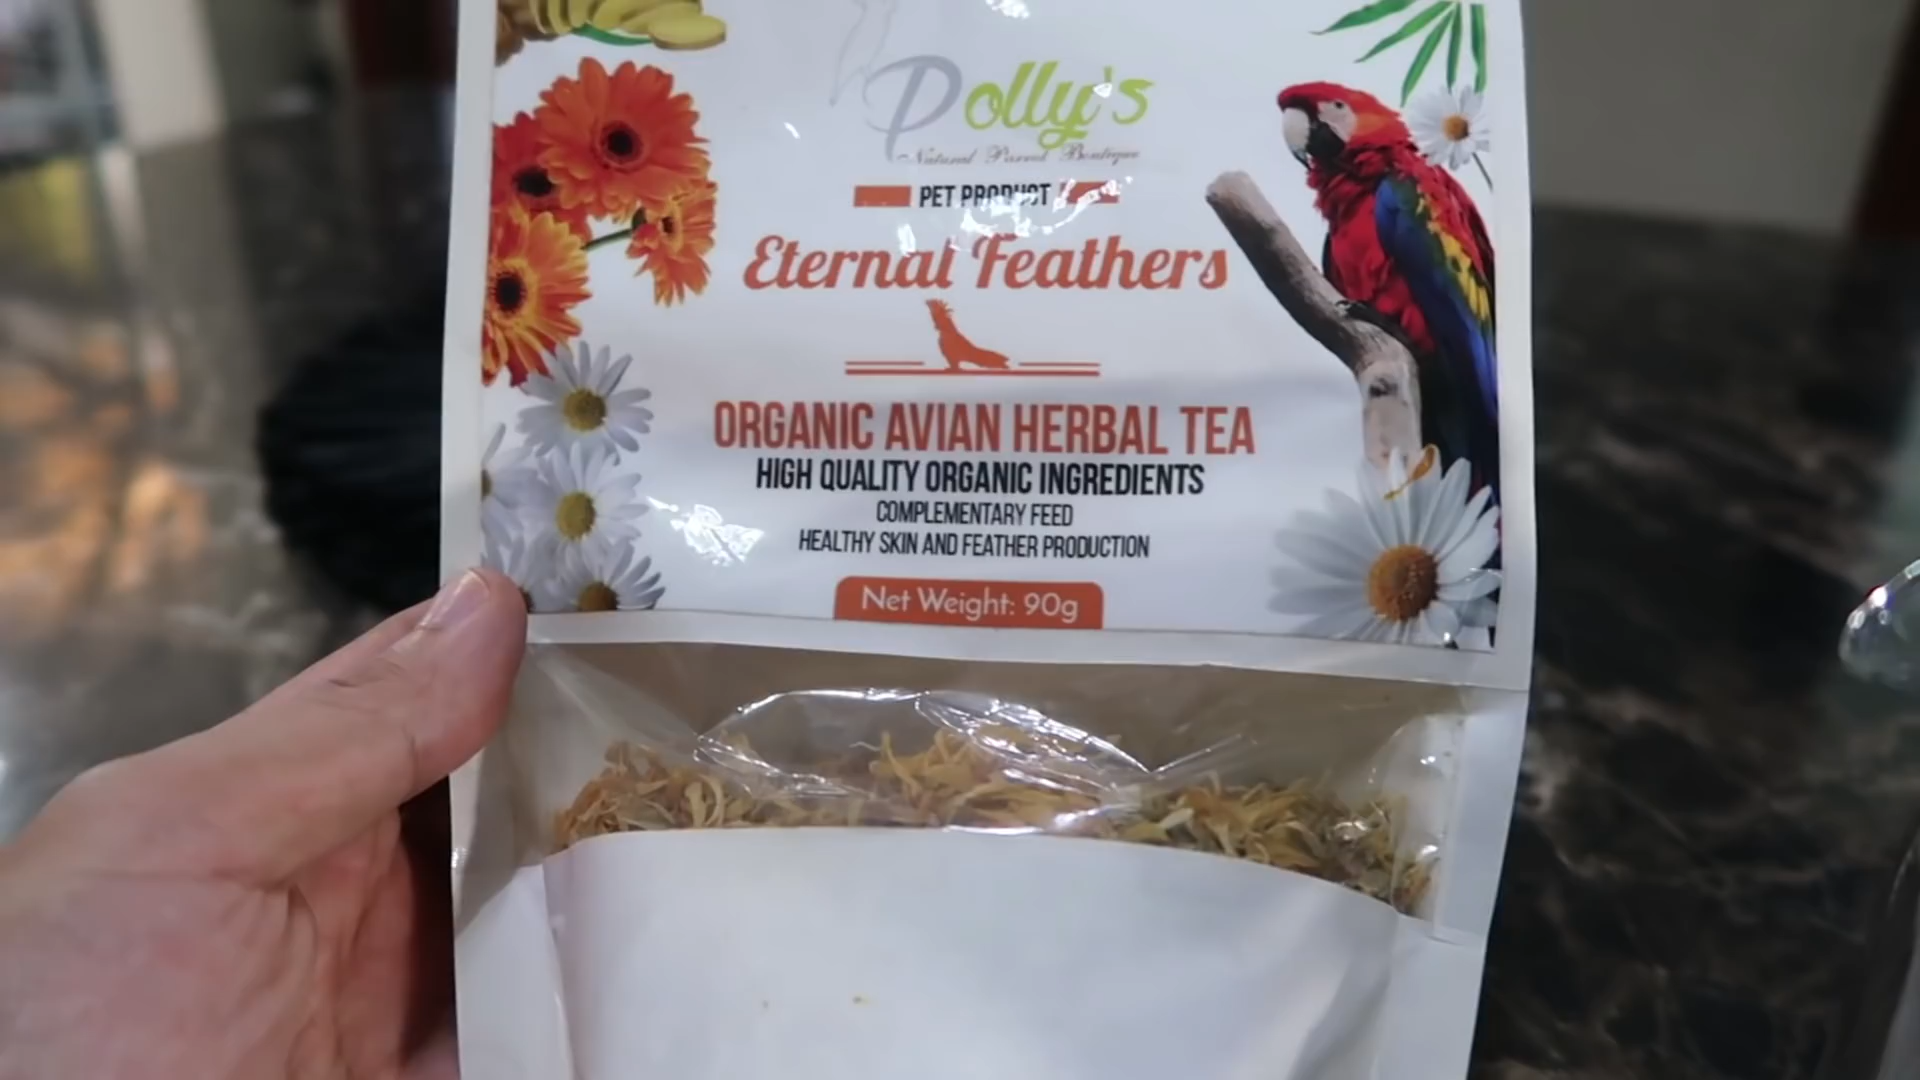 Polly's
Natural Parrot Boutique
PET PRODUCT
Eternal Feathers
ORGANIC AVIAN HERBAL TEA
HIGH QUALITY ORGANIC INGREDIENTS
COMPLEMENTARY FEED
HEALTHY SKIN AND FEATHER PRODUCTION
Net Weight: 90g